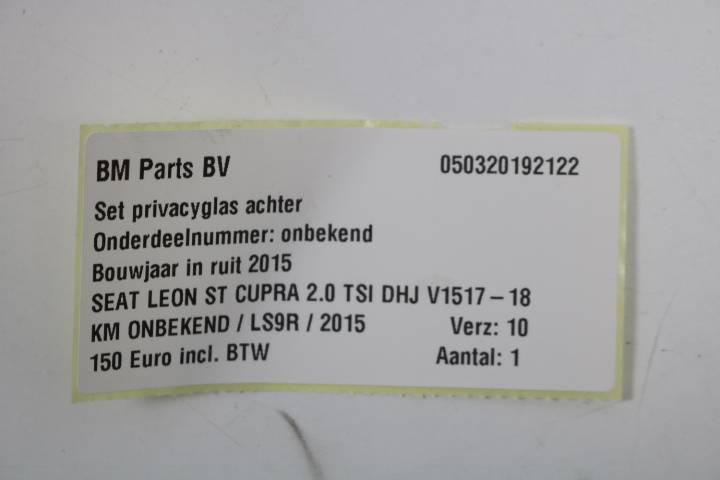 BM Parts BV 050320192122
Set privacyglas achter
Onderdeelnummer: onbekend
Bouwjaar in ruit 2015
SEAT LEON ST CUPRA 2.0 TSI DHJ V1517 – 18
KM ONBEKEND / LS9R / 2015 Verz: 10
150 Euro incl. BTW Aantal: 1